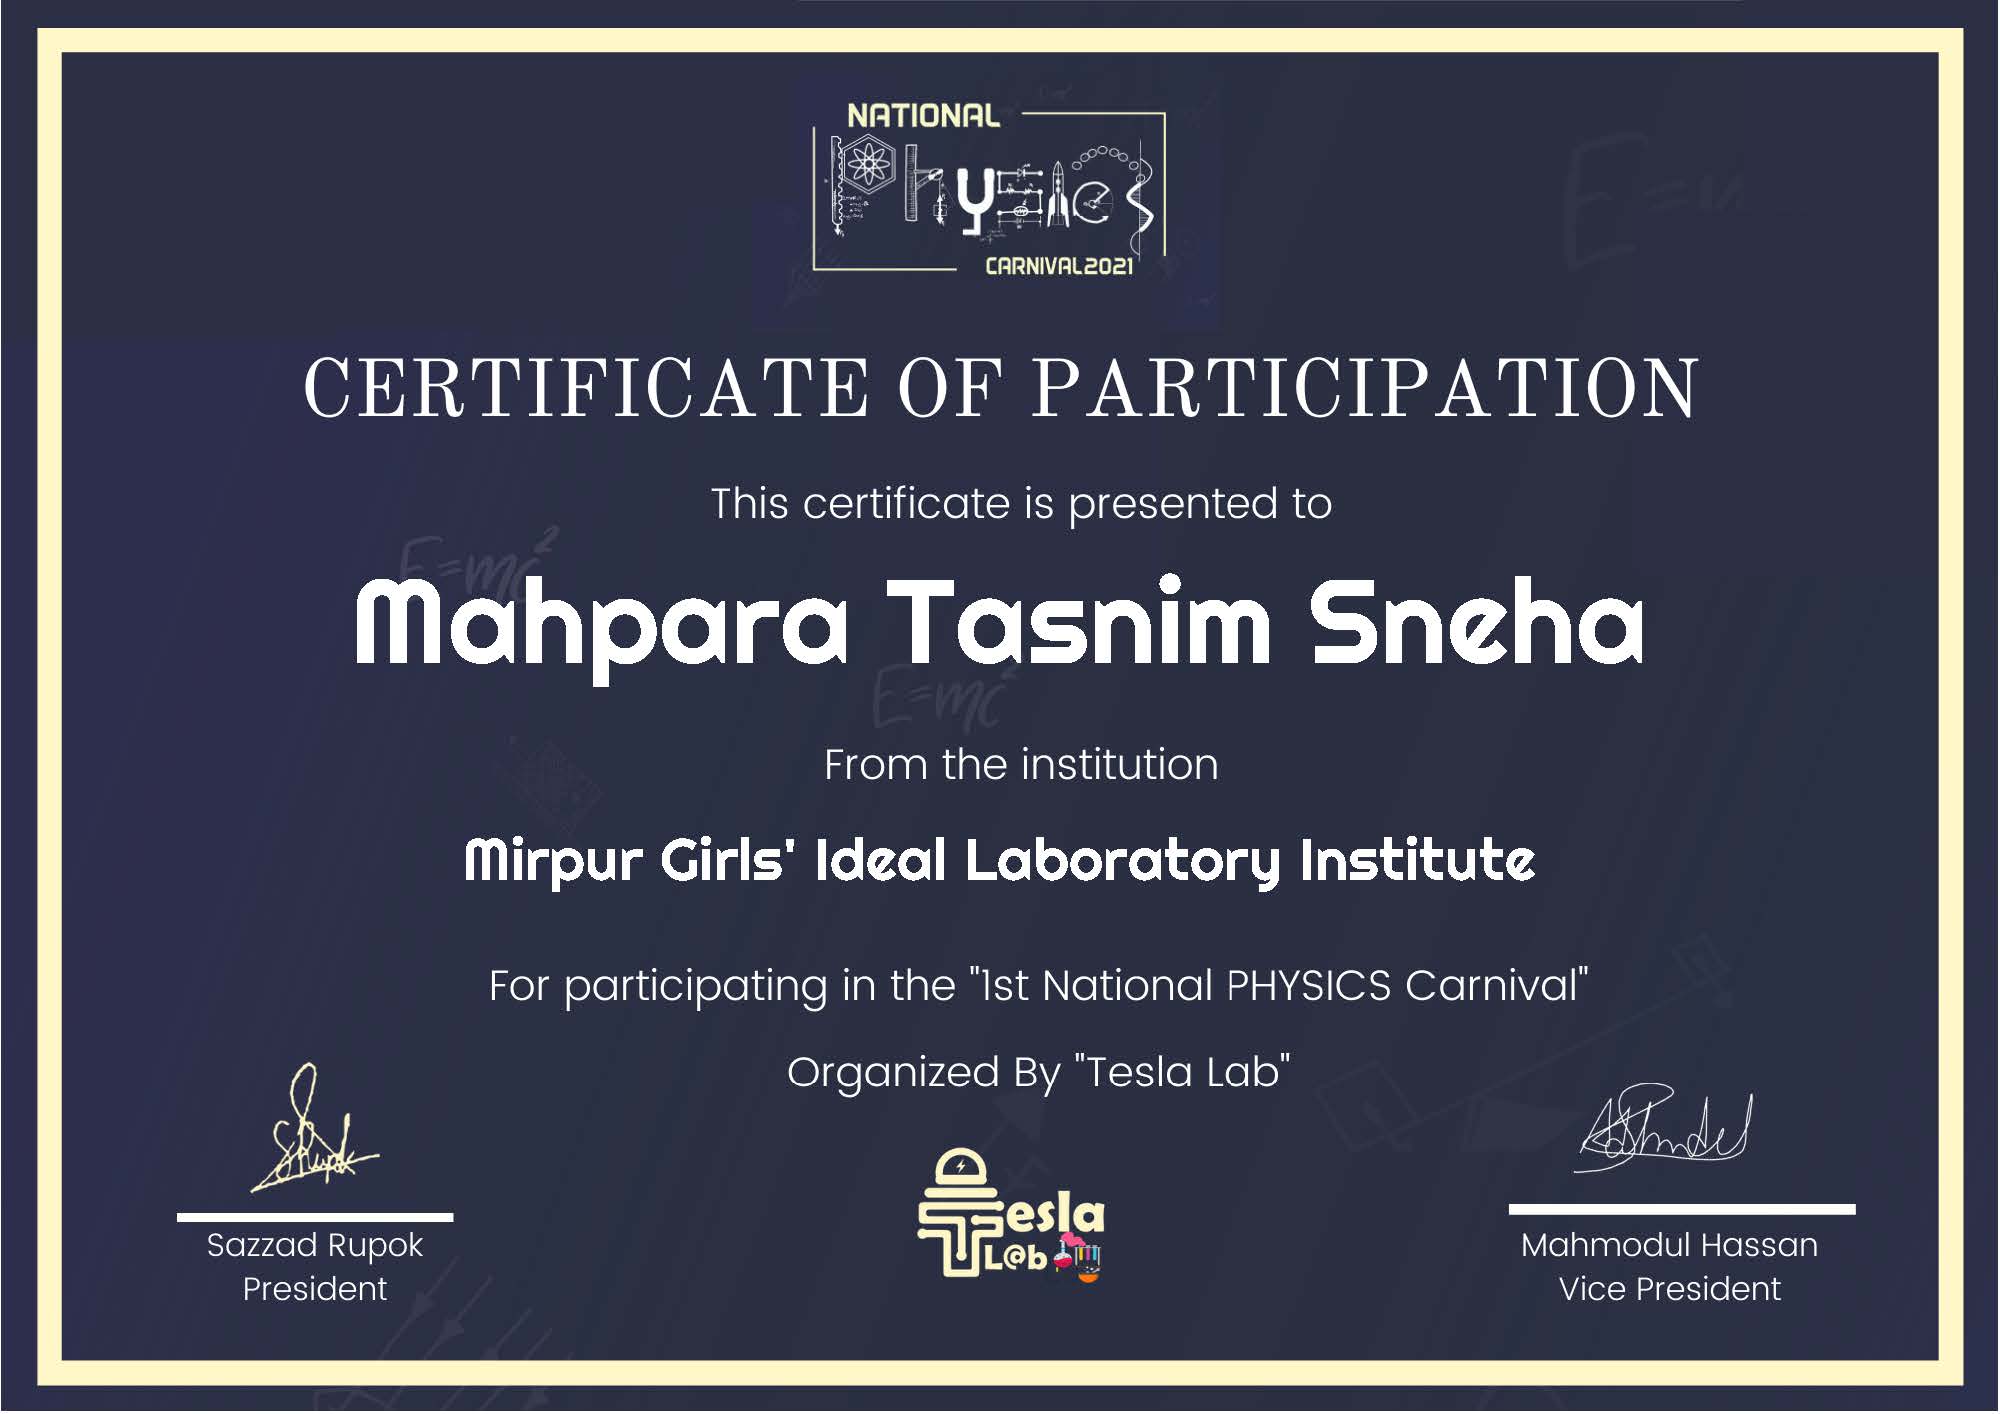 NATIONAL
Physics
CARNIVAL2021
CERTIFICATE OF PARTICIPATION
This certificate is presented to
E=mc²
Mahpara Tasnim Sneha
E=mc²
From the institution
Mirpur Girls' Ideal Laboratory Institute
For participating in the "1st National PHYSICS Carnival"
Organized By "Tesla Lab"
Tesla
L@b
Sazzad Rupok
President
Mahmodul Hassan
Vice President